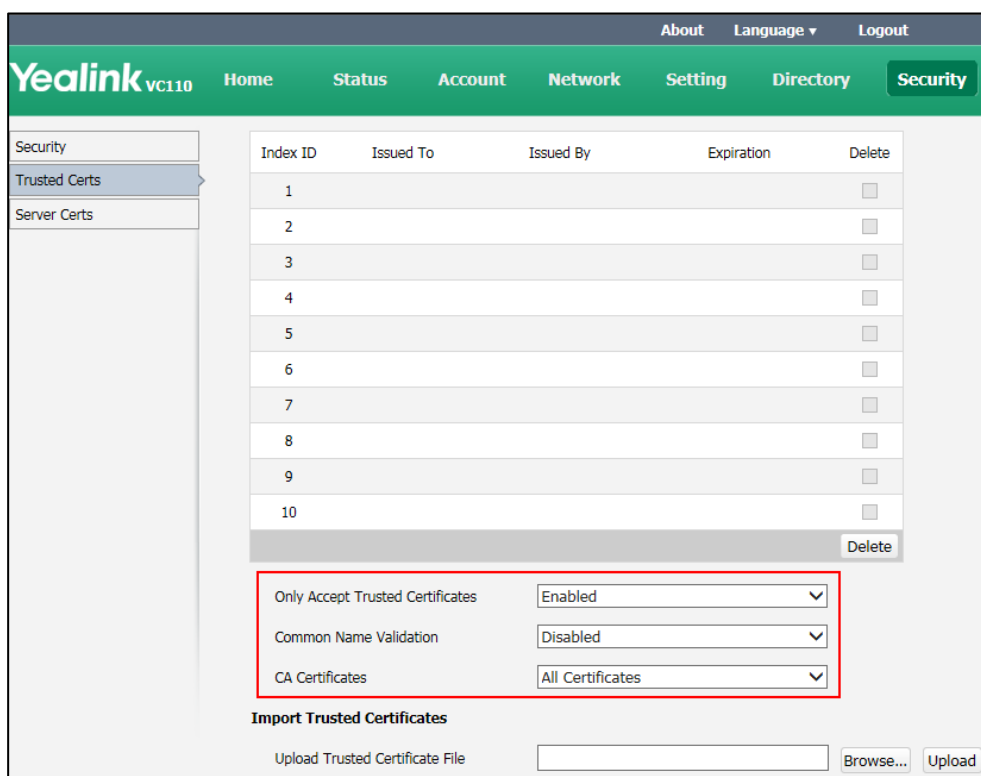 About Language ▾ Logout
Yealink VC110 Home Status Account Network Setting Directory Security
Security
Trusted Certs
Server Certs
Index ID Issued To Issued By Expiration Delete
1
2
3
4
5
6
7
8
9
10
Delete
Only Accept Trusted Certificates Enabled
Common Name Validation Disabled
CA Certificates All Certificates
Import Trusted Certificates
Upload Trusted Certificate File Browse... Upload